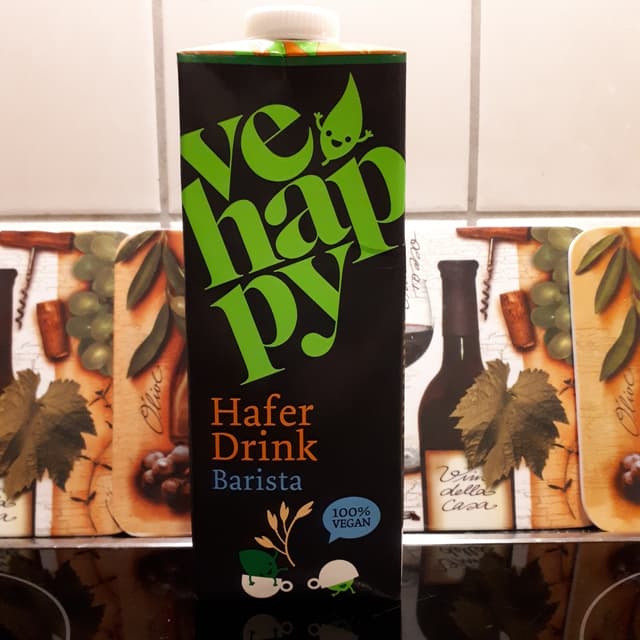 ve
hap
py
Hafer
Drink
Barista
100%
VEGAN
Vino
della
casa